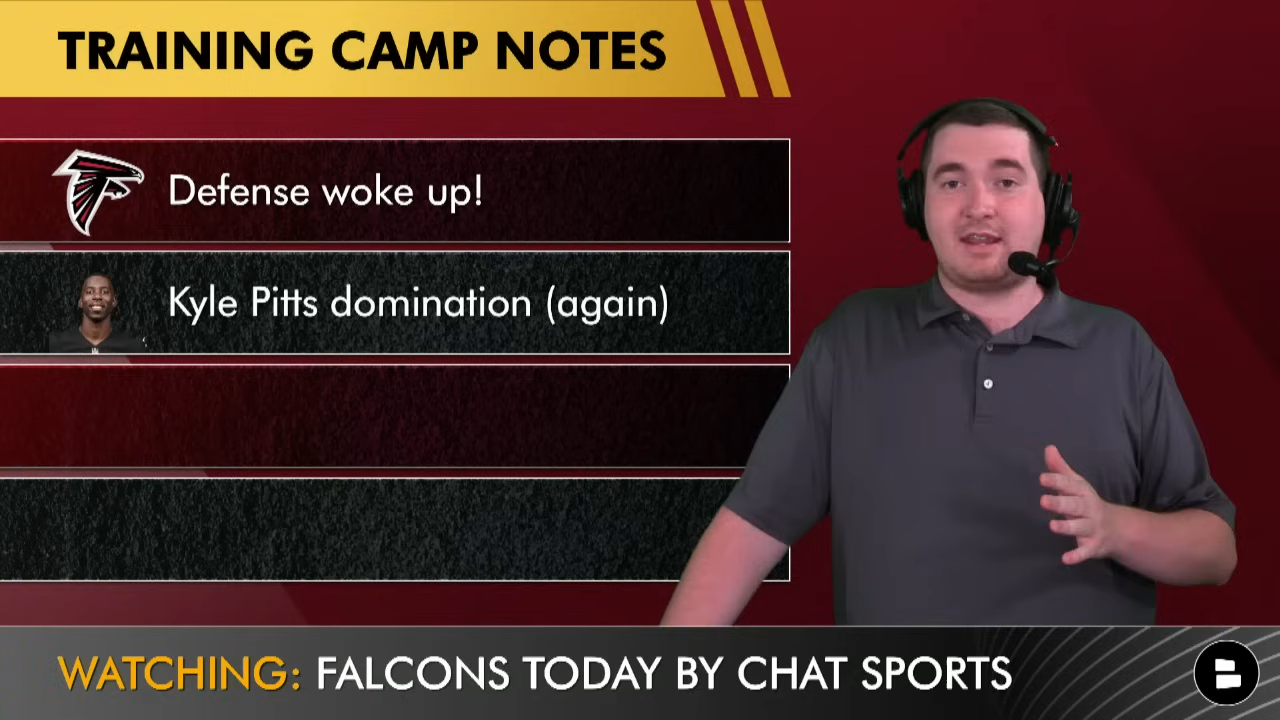 TRAINING CAMP NOTES
Defense woke up!
Kyle Pitts domination (again)
WATCHING: FALCONS TODAY BY CHAT SPORTS